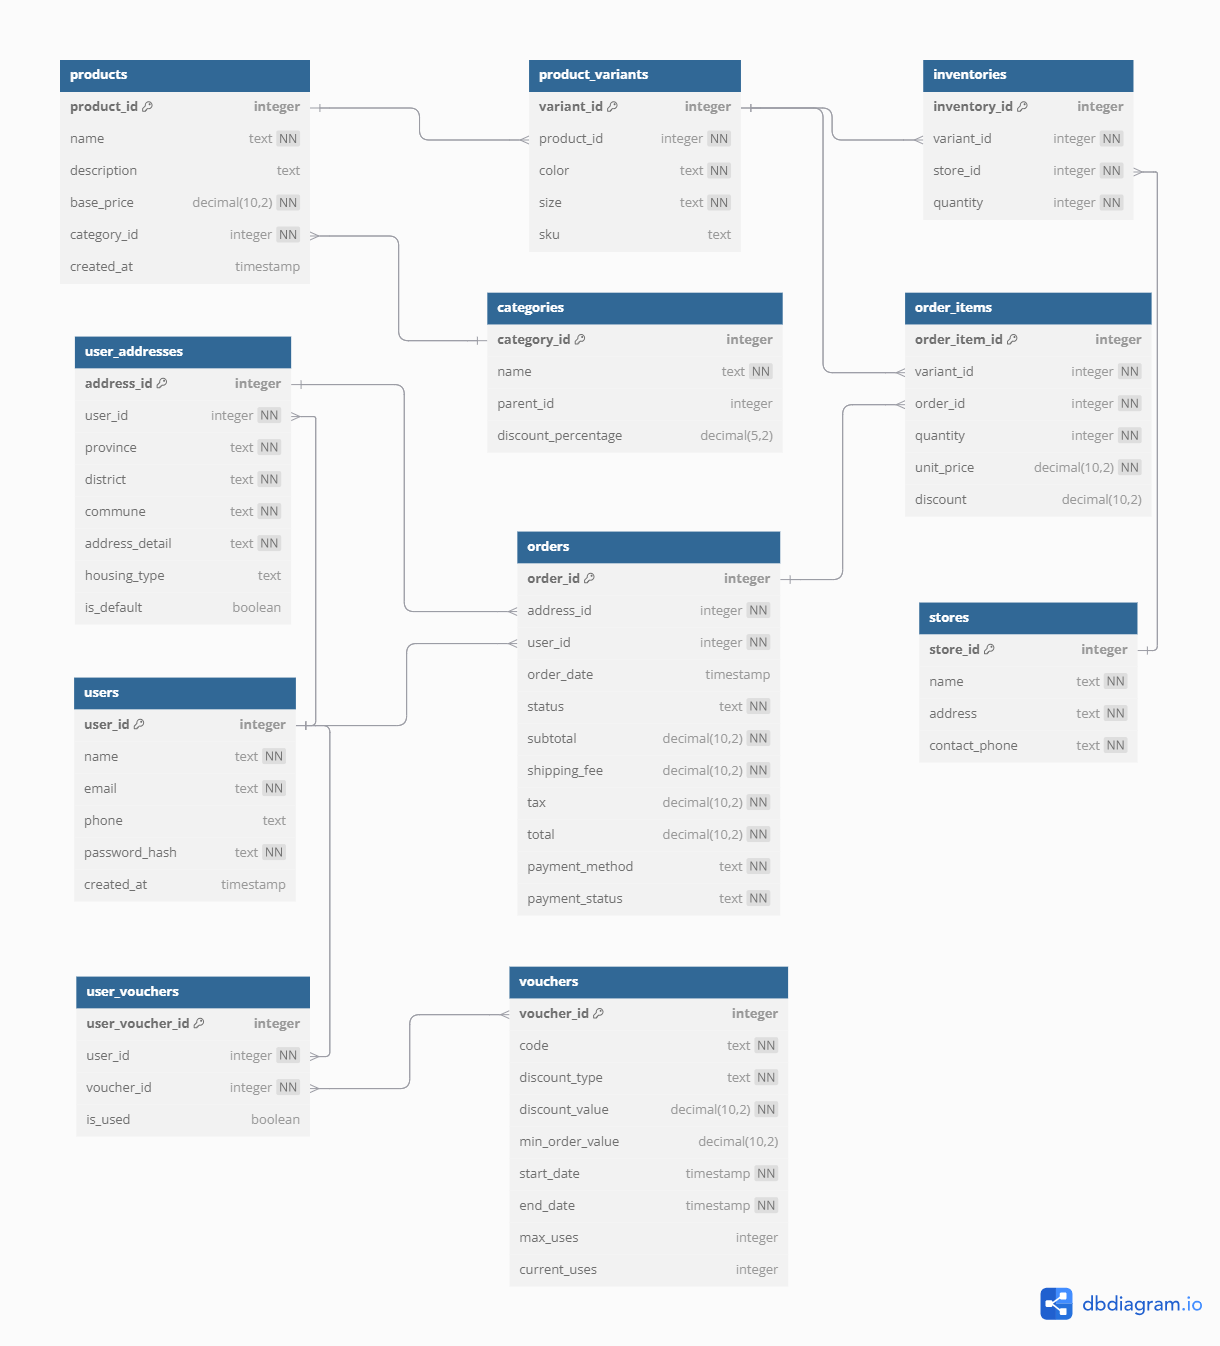 products
product_id integer
name text NN
description text
base_price decimal(10,2) NN
category_id integer NN
created_at timestamp
product_variants
variant_id integer
product_id integer NN
color text NN
size text NN
sku text
inventories
inventory_id integer
variant_id integer NN
store_id integer NN
quantity integer NN
categories
category_id integer
name text NN
parent_id integer
discount_percentage decimal(5,2)
order_items
order_item_id integer
variant_id integer NN
order_id integer NN
quantity integer NN
unit_price decimal(10,2) NN
discount decimal(10,2)
user_addresses
address_id integer
user_id integer NN
province text NN
district text NN
commune text NN
address_detail text NN
housing_type text
is_default boolean
orders
order_id integer
address_id integer NN
user_id integer NN
order_date timestamp
status text NN
subtotal decimal(10,2) NN
shipping_fee decimal(10,2) NN
tax decimal(10,2) NN
total decimal(10,2) NN
payment_method text NN
payment_status text NN
stores
store_id integer
name text NN
address text NN
contact_phone text NN
users
user_id integer
name text NN
email text NN
phone text
password_hash text NN
created_at timestamp
user_vouchers
user_voucher_id integer
user_id integer NN
voucher_id integer NN
is_used boolean
vouchers
voucher_id integer
code text NN
discount_type text NN
discount_value decimal(10,2) NN
min_order_value decimal(10,2)
start_date timestamp NN
end_date timestamp NN
max_uses integer
current_uses integer
dbdiagram.io